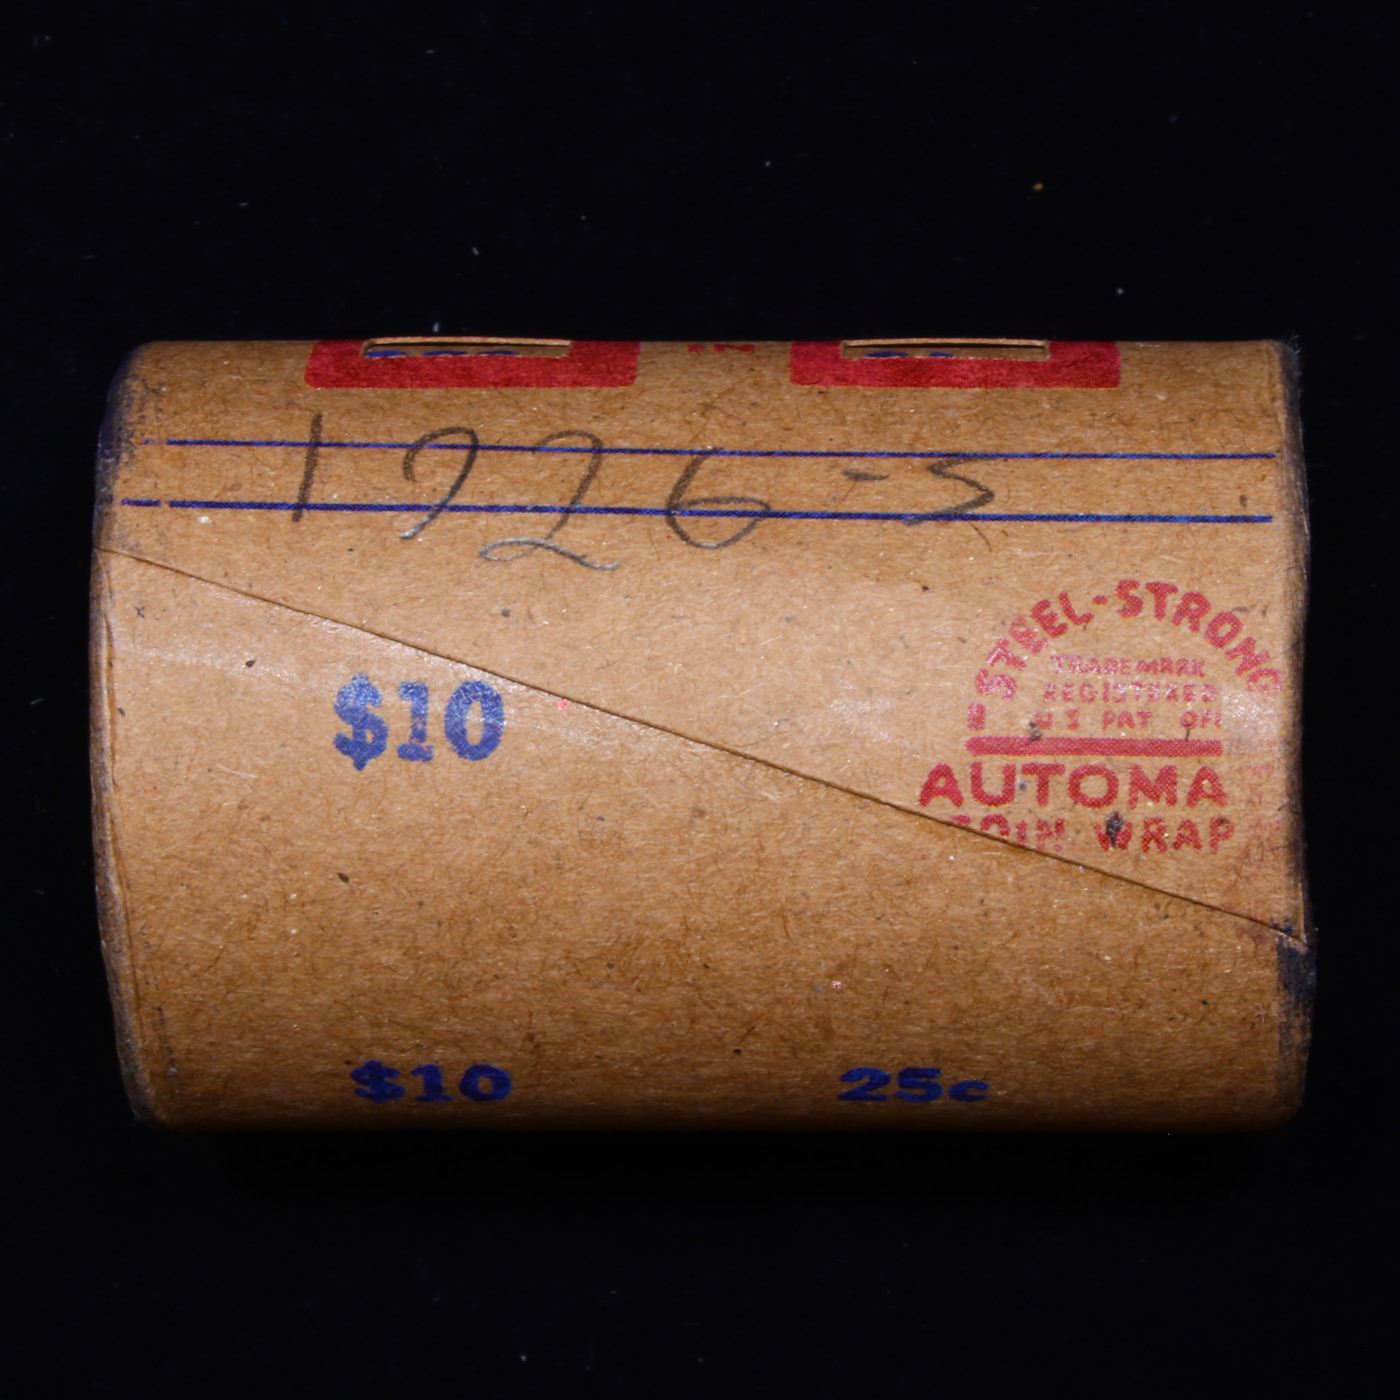 1926-S
STEEL-STRONG
TRADEMARK
REGISTERED
U S PAT OFF
$10
AUTOMA
COIN WRAP
$10 25c